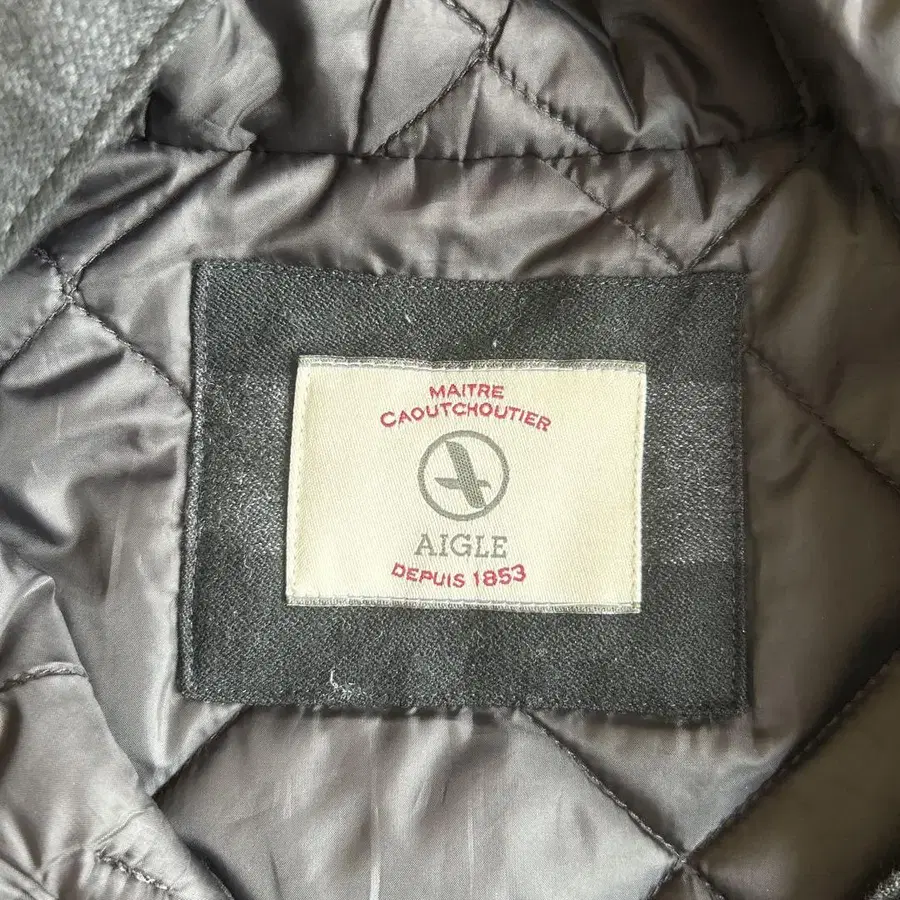 MAITRE
CAOUTCHOUTIER
AIGLE
DEPUIS 1853